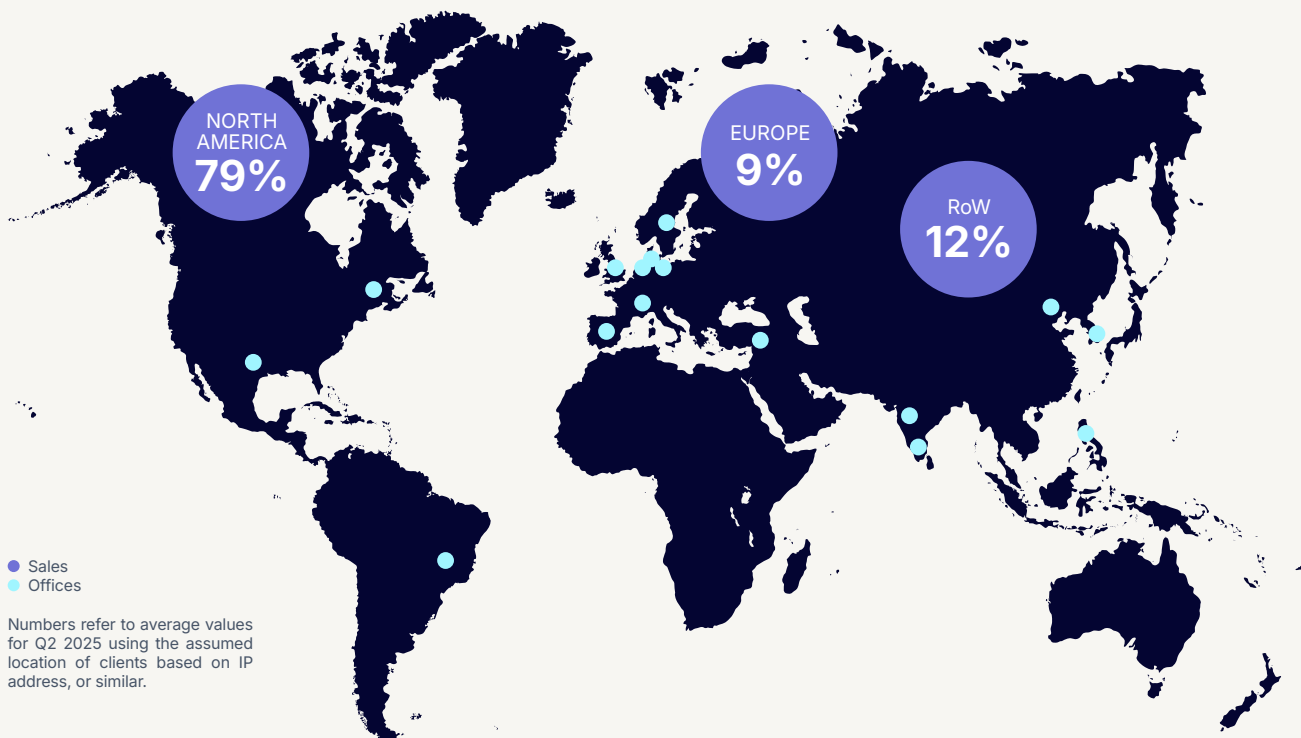 NORTH
AMERICA
79%
EUROPE
9%
RoW
12%
Sales
Offices
Numbers refer to average values
for Q2 2025 using the assumed
location of clients based on IP
address, or similar.